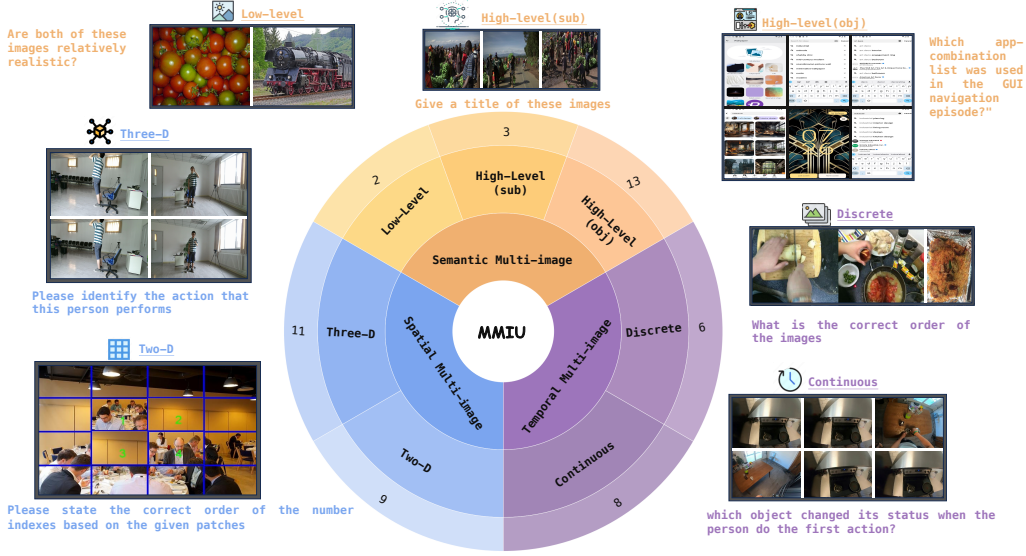 Low-level
Are both of these
images relatively
realistic?
High-level(sub)
Give a title of these images
High-level(obj)
Which app-
combination
list was used
in the GUI
navigation
episode?"
Three-D
Please identify the action that
this person performs
Two-D
2
3
Please state the correct order of the number
indexes based on the given patches
Discrete
What is the correct order of
the images
Continuous
which object changed its status when the
person do the first action?
2
3
13
Low-Level
High-Level
(sub)
High-Level
(obj)
Semantic Multi-image
11
Three-D
Spatial Multi-image
MMIU
Temporal Multi-image
Discrete
6
Two-D
9
Continuous
8